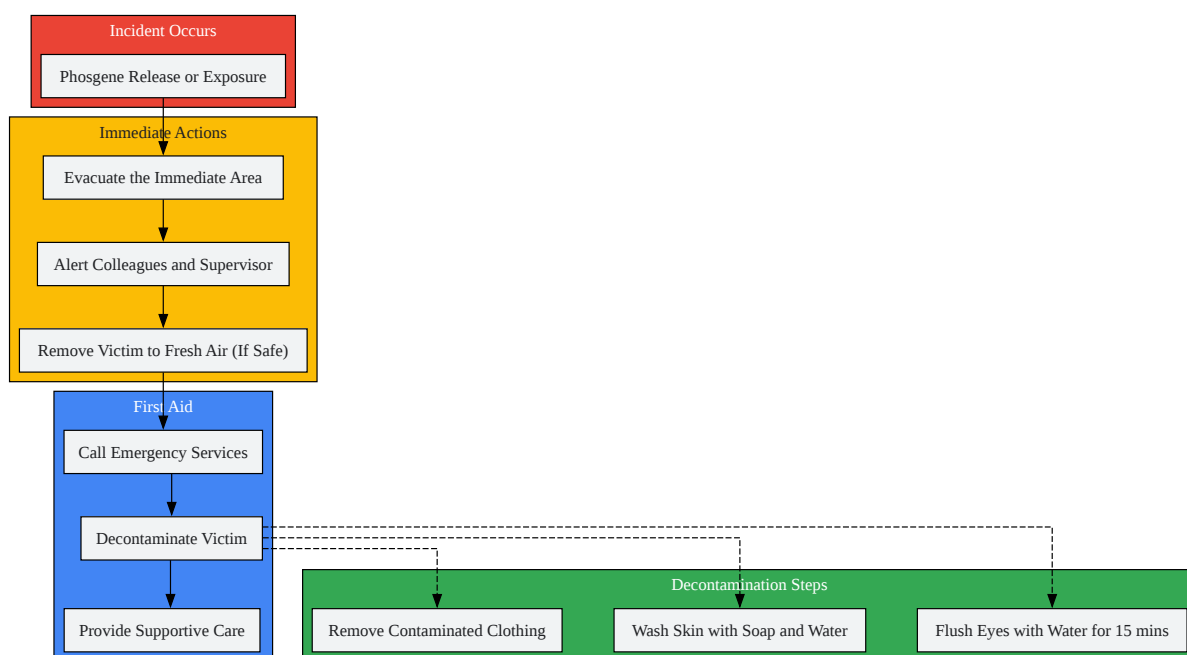 Incident Occurs
Phosgene Release or Exposure
Immediate Actions
Evacuate the Immediate Area
Alert Colleagues and Supervisor
Remove Victim to Fresh Air (If Safe)
First Aid
Call Emergency Services
Decontaminate Victim
Provide Supportive Care
Decontamination Steps
Remove Contaminated Clothing
Wash Skin with Soap and Water
Flush Eyes with Water for 15 mins